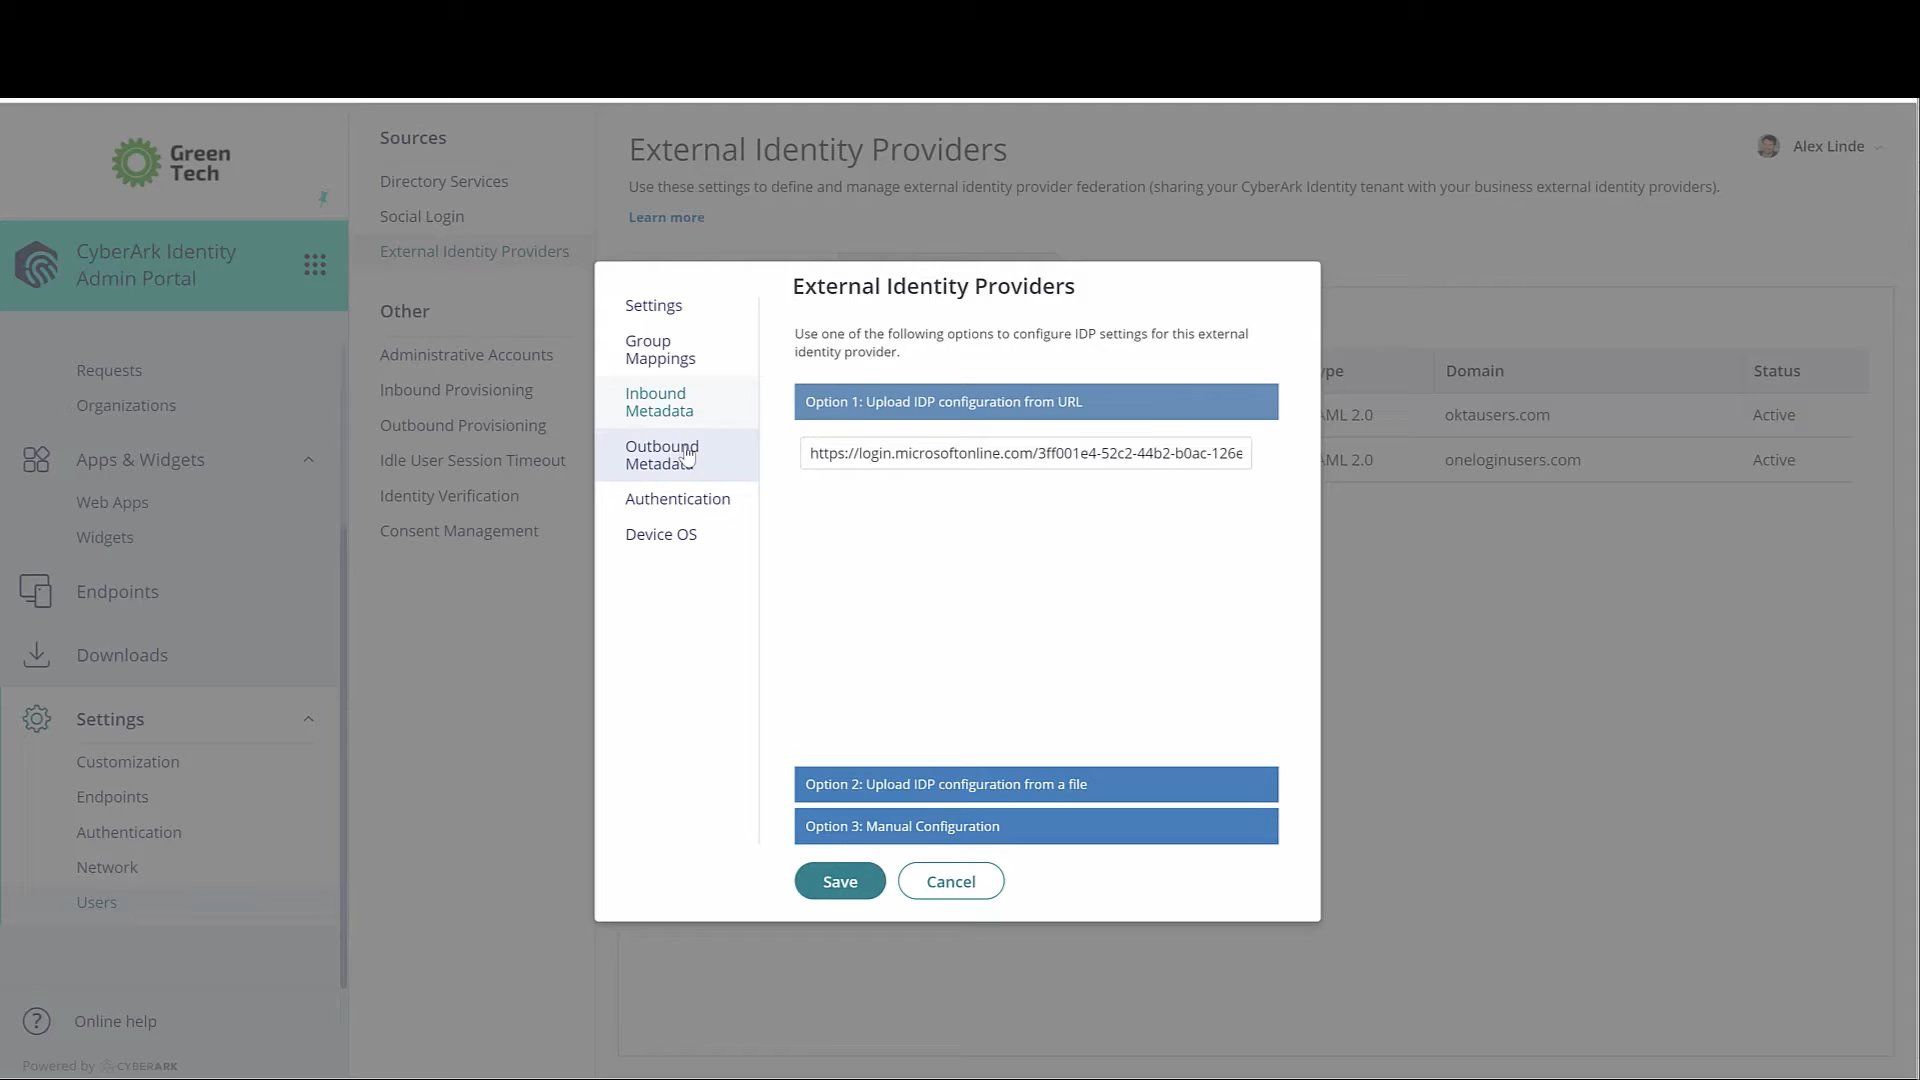 Green
Tech
CyberArk Identity
Admin Portal
Requests
Organizations
Apps & Widgets
Web Apps
Widgets
Endpoints
Downloads
Settings
Customization
Endpoints
Authentication
Network
Users
Online help
Powered by CYBERARK
Sources
Directory Services
Social Login
External Identity Providers
Other
Administrative Accounts
Inbound Provisioning
Outbound Provisioning
Idle User Session Timeout
Identity Verification
Consent Management
External Identity Providers
Use these settings to define and manage external identity provider federation (sharing your CyberArk Identity tenant with your business external identity providers).
Learn more
Alex Linde
Domain
Status
oktausers.com
Active
oneloginusers.com
Active
Settings
Group
Mappings
Inbound
Metadata
Outbound
Metadata
Authentication
Device OS
External Identity Providers
Use one of the following options to configure IDP settings for this external
identity provider.
Option 1: Upload IDP configuration from URL
https://login.microsoftonline.com/3ff001e4-52c2-44b2-b0ac-126e
Option 2: Upload IDP configuration from a file
Option 3: Manual Configuration
Save
Cancel